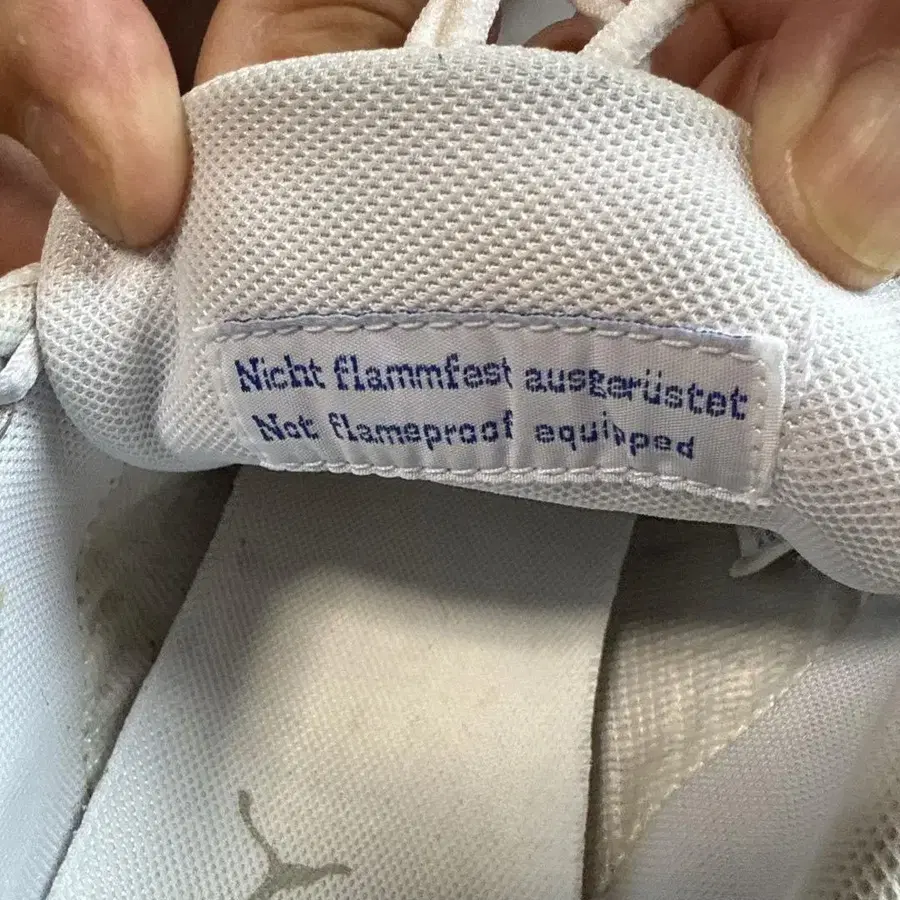 Nicht flammfest ausgerüstet
Not flameproof equipped